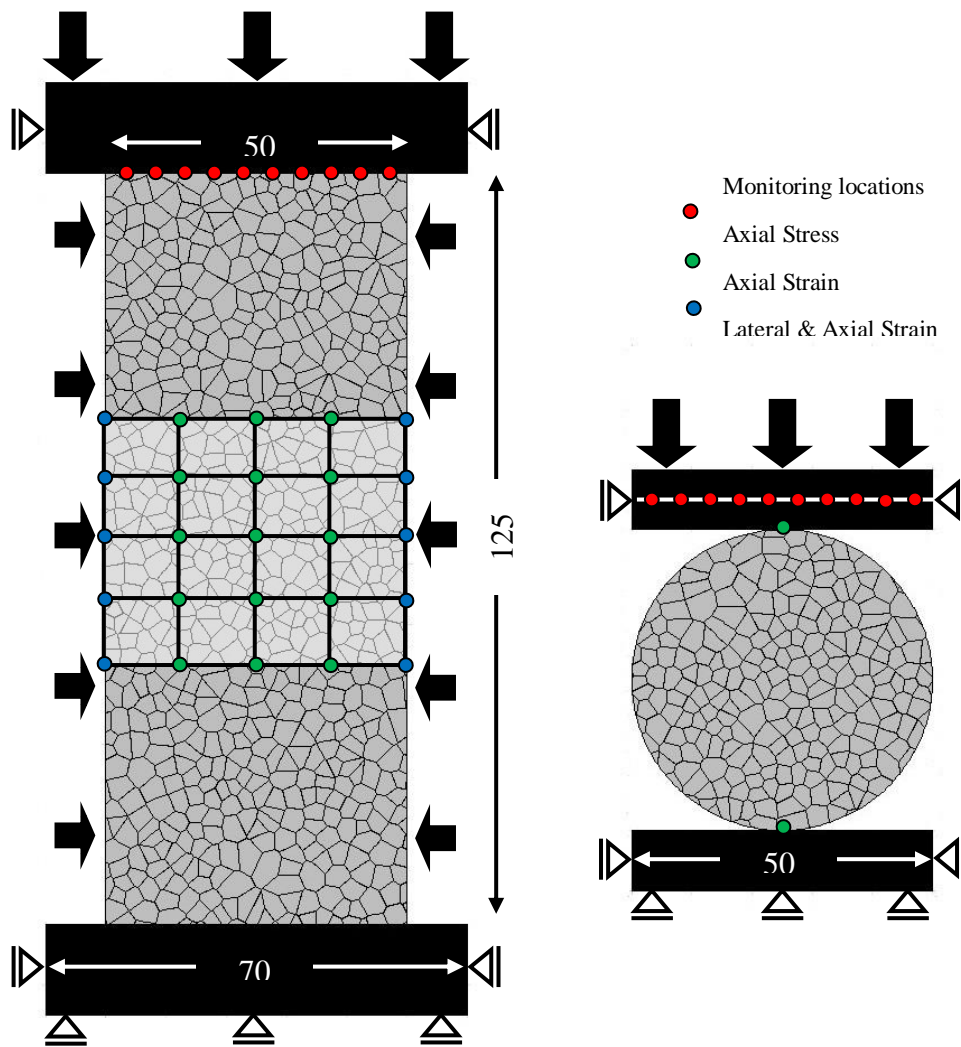 50
Monitoring locations
Axial Stress
Axial Strain
Lateral & Axial Strain
125
50
70